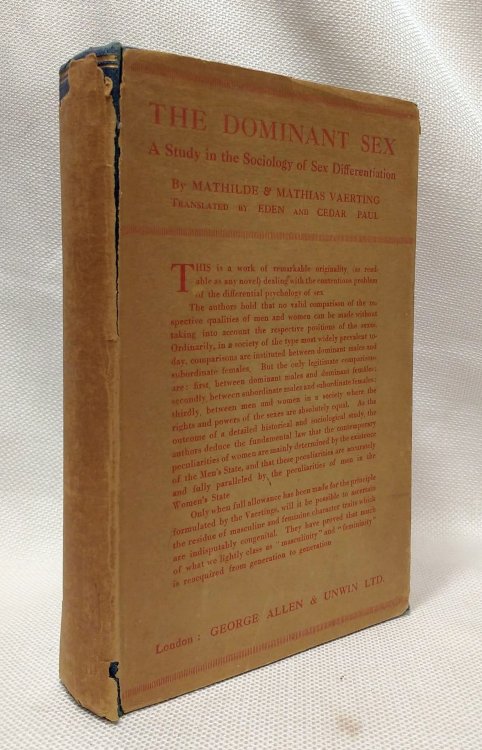 THE DOMINANT SEX
A Study in the Sociology of Sex Differentiation
By MATHILDE & MATHIAS VAERTING
TRANSLATED BY EDEN AND CEDAR PAUL
THIS is a work of remarkable originality (as read-
able as any novel) dealing with the contentious problem
of the differential psychology of sex
The authors hold that no valid comparison of the re-
spective qualities of men and women can be made without
taking into account the respective positions of the sexes.
Ordinarily, in a society of the type most widely prevalent to-
day, comparisons are instituted between dominant males and
subordinate females. But the only legitimate comparisons
are: first, between dominant males and dominant females;
secondly, between subordinate males and subordinate females;
thirdly, between men and women in a society where the
rights and powers of the sexes are absolutely equal. As the
outcome of a detailed historical and sociological study, the
authors deduce the fundamental law that the contemporary
peculiarities of women are mainly determined by the existence
of the Men's State, and that these peculiarities are accurately
and fully paralleled by the peculiarities of men in the
Women's State
Only when full allowance has been made for the principle
formulated by the Vaertings, will it be possible to ascertain
the residue of masculine and feminine character traits which
are indisputably congenital. They have proved that much
of what we lightly class as "masculinity" and "femininity"
is reacquired from generation to generation
London: GEORGE ALLEN & UNWIN LTD.